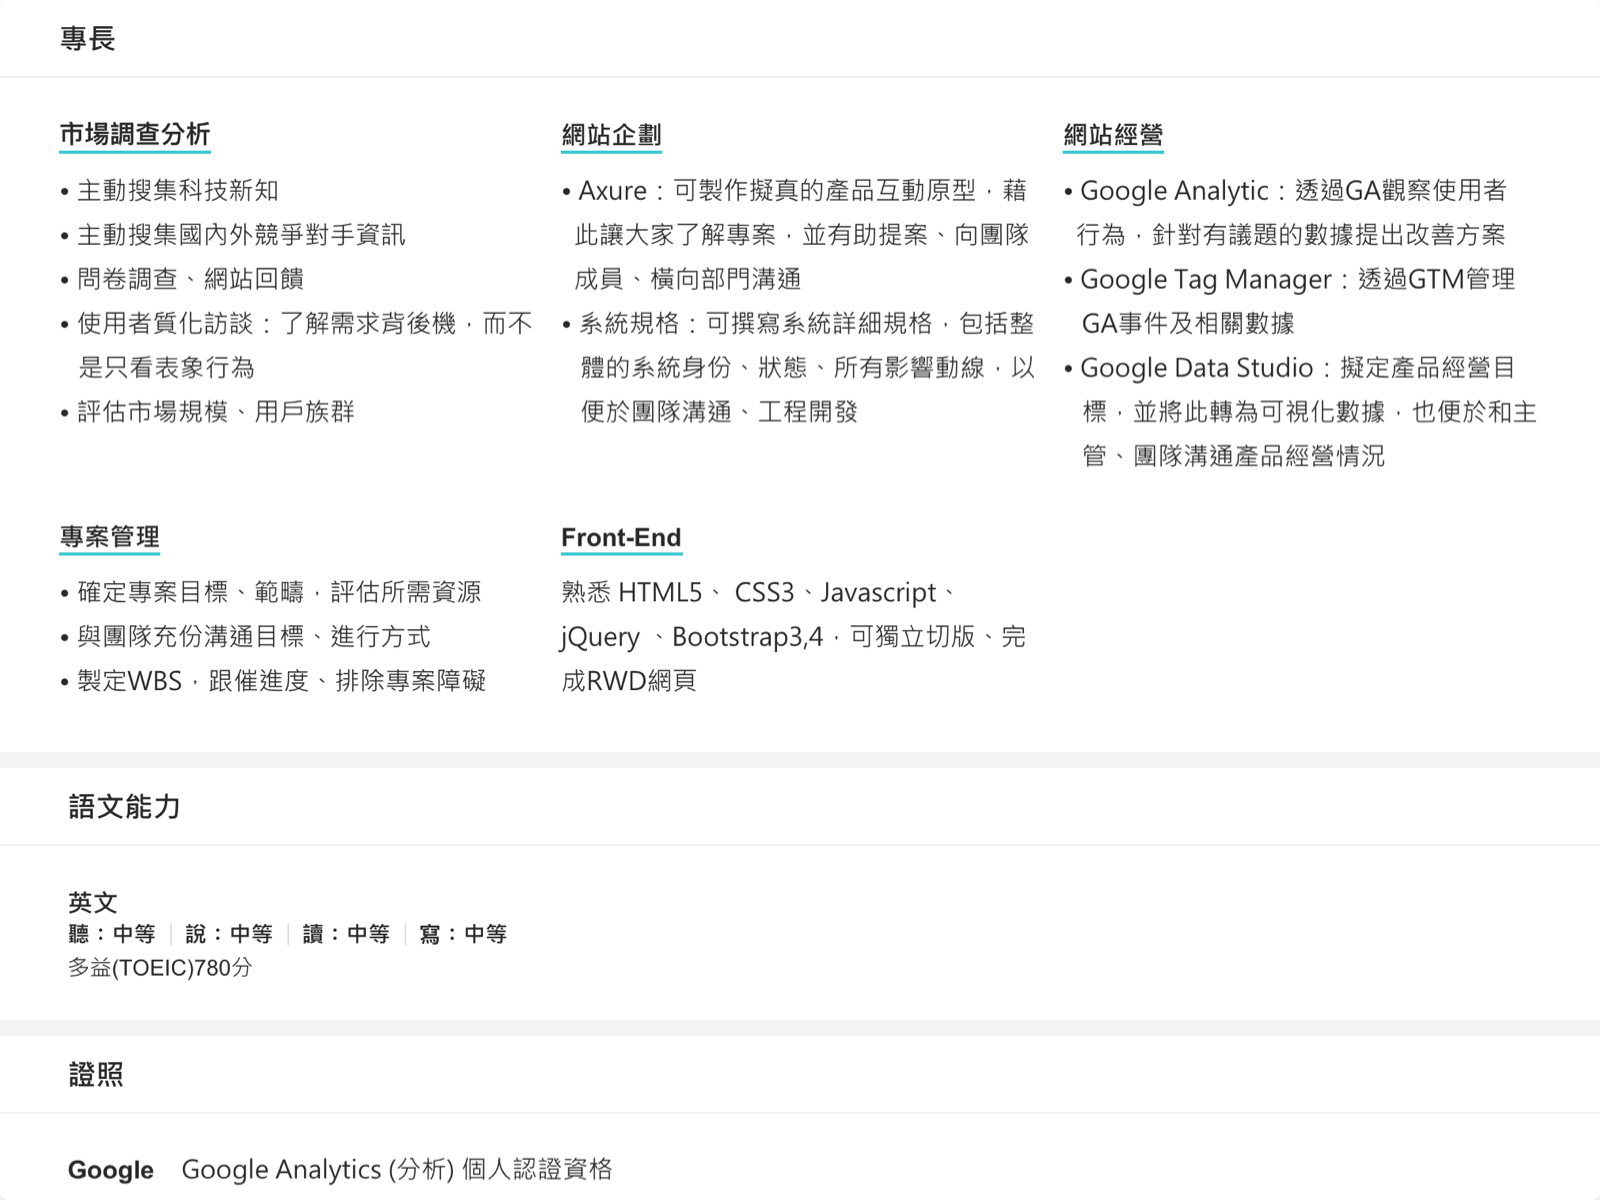 專長
市場調查分析
• 主動搜集科技新知
• 主動搜集國內外競爭對手資訊
• 問卷調查、網站回饋
• 使用者質化訪談：了解需求背後機，而不
是只看表象行為
• 評估市場規模、用戶族群
網站企劃
• Axure：可製作擬真的產品互動原型，藉
此讓大家了解專案，並有助提案、向團隊
成員、橫向部門溝通
• 系統規格：可撰寫系統詳細規格，包括整
體的系統身份、狀態、所有影響動線，以
便於團隊溝通、工程開發
網站經營
• Google Analytic：透過GA觀察使用者
行為，針對有議題的數據提出改善方案
• Google Tag Manager：透過GTM管理
GA事件及相關數據
• Google Data Studio：擬定產品經營目
標，並將此轉為可視化數據，也便於和主
管、團隊溝通產品經營情況
專案管理
• 確定專案目標、範疇，評估所需資源
• 與團隊充份溝通目標、進行方式
• 製定WBS，跟催進度、排除專案障礙
Front-End
熟悉 HTML5、 CSS3、Javascript、
jQuery 、Bootstrap3,4，可獨立切版、完
成RWD網頁
語文能力
英文
聽：中等 | 說：中等 | 讀：中等 | 寫：中等
多益(TOEIC)780分
證照
Google Google Analytics (分析) 個人認證資格